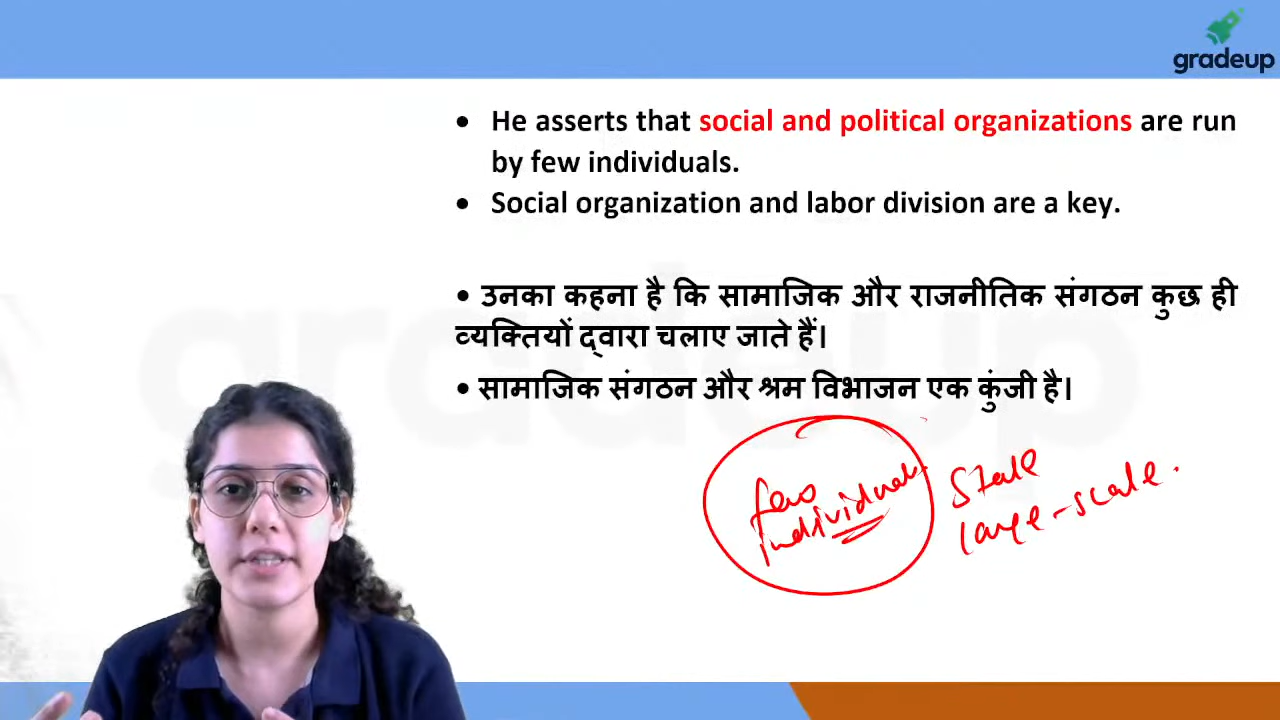 gradeup
• He asserts that social and political organizations are run
by few individuals.
• Social organization and labor division are a key.
• उनका कहना है कि सामाजिक और राजनीतिक संगठन कुछ ही
व्यक्तियों द्वारा चलाए जाते हैं।
• सामाजिक संगठन और श्रम विभाजन एक कुंजी है।
few
individuals
State
large-scale.
gradeup